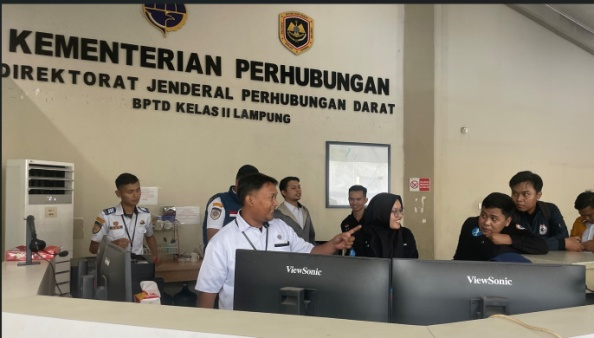 KEMENTERIAN PERHUBUNGAN
DIREKTORAT JENDERAL PERHUBUNGAN DARAT
BPTD KELAS II LAMPUNG
ViewSonic
ViewSonic